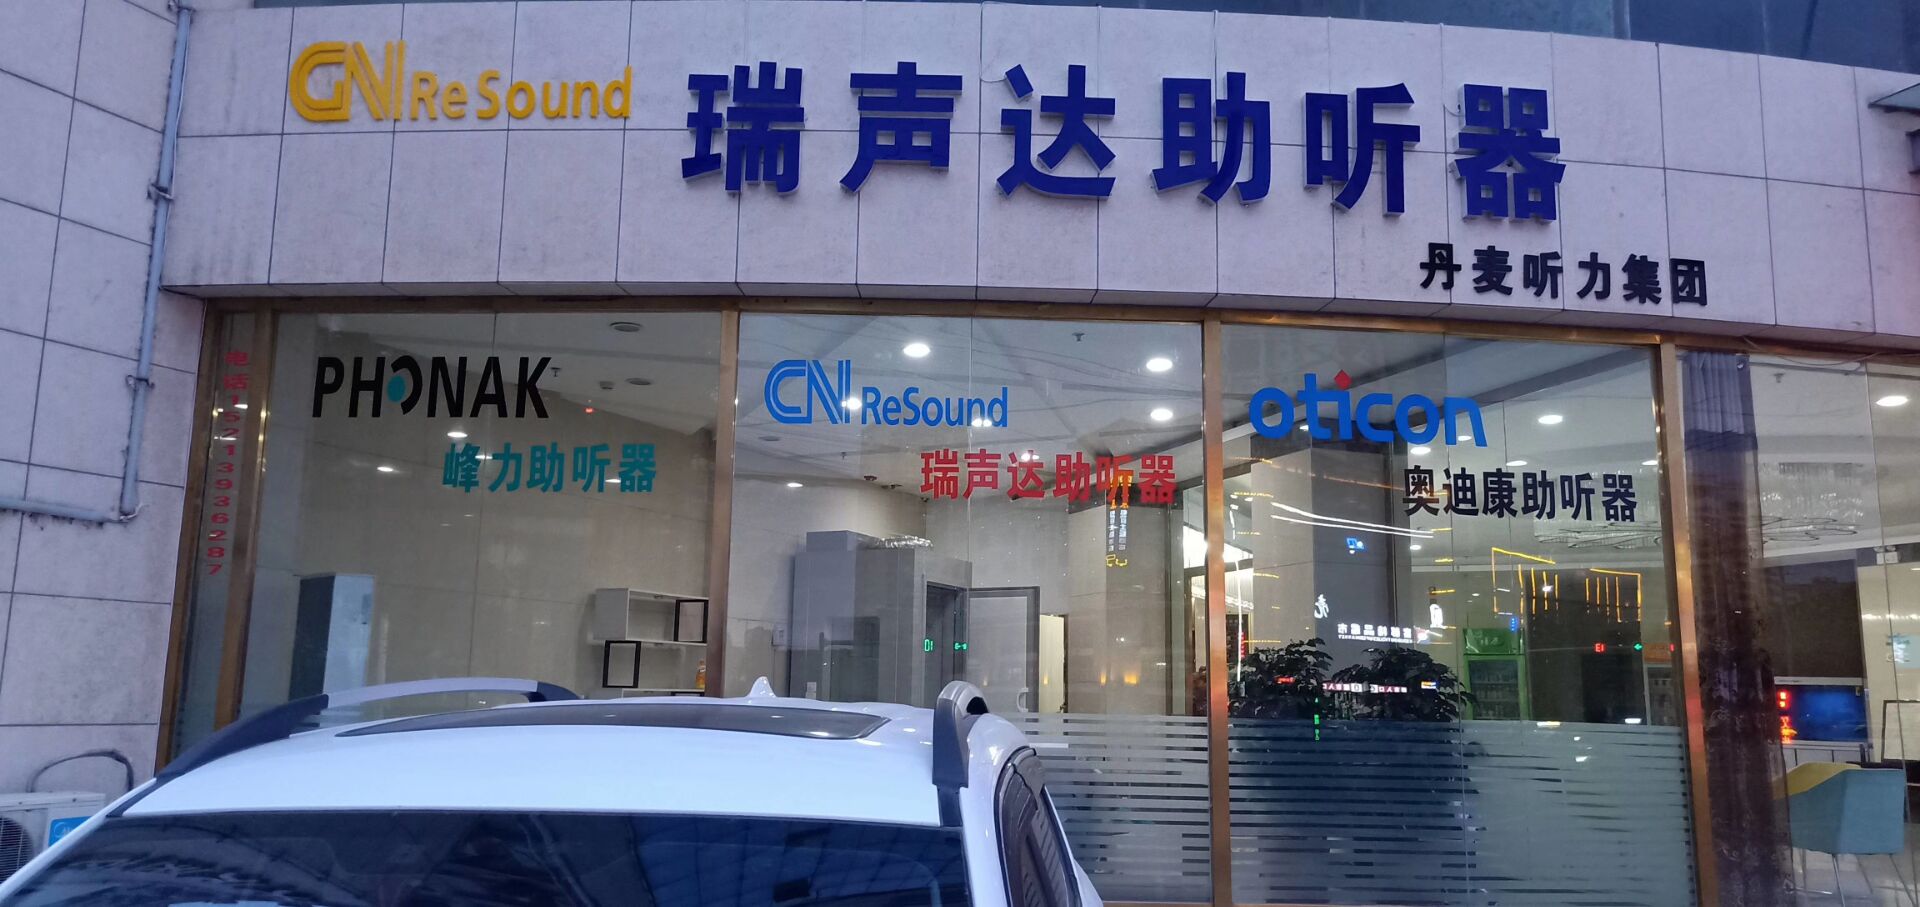 GN ReSound 瑞声达助听器
丹麦听力集团
PHONAK
峰力助听器
GN ReSound
瑞声达助听器
oticon
奥迪康助听器
电话15213936287